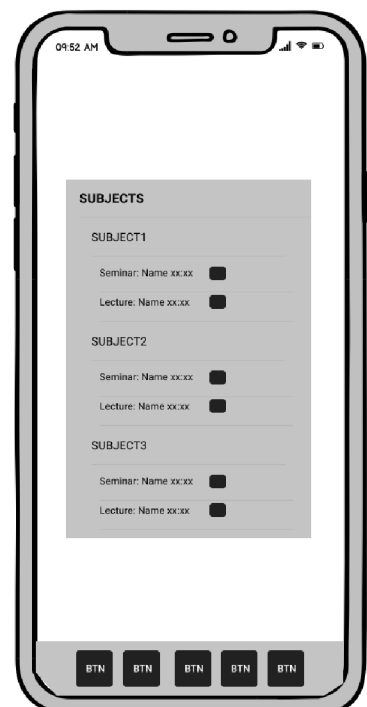 09:52 AM
SUBJECTS
SUBJECT1
Seminar: Name xx:xx
Lecture: Name xx:xx
SUBJECT2
Seminar: Name xx:xx
Lecture: Name xx:xx
SUBJECT3
Seminar: Name xx:xx
Lecture: Name xx:xx
BTN BTN BTN BTN BTN